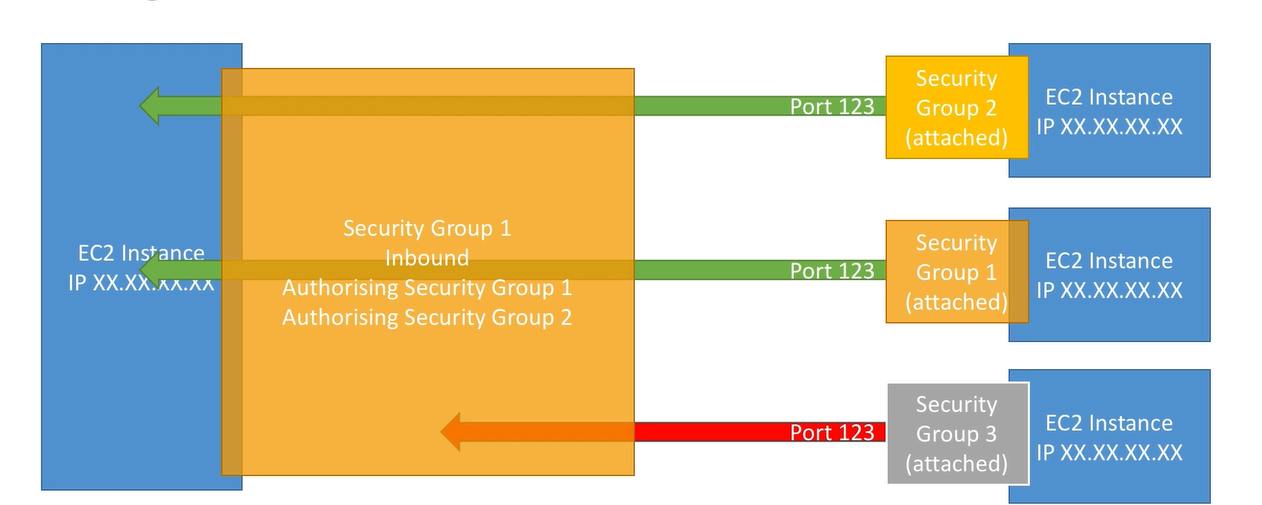 EC2 Instance
IP XX.XX.XX.XX
Security Group 1
Inbound
Authorising Security Group 1
Authorising Security Group 2
Port 123
Security
Group 2
(attached)
EC2 Instance
IP XX.XX.XX.XX
Port 123
Security
Group 1
(attached)
EC2 Instance
IP XX.XX.XX.XX
Port 123
Security
Group 3
(attached)
EC2 Instance
IP XX.XX.XX.XX